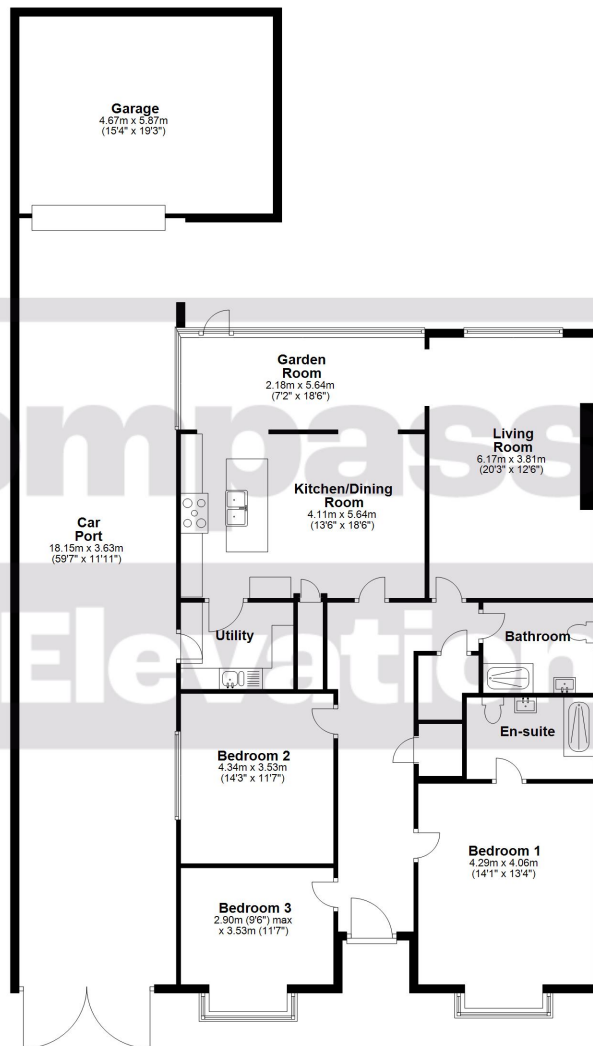 Garage
4.67m x 5.87m
(15'4" x 19'3")
Garden
Room
2.18m x 5.64m
(7'2" x 18'6")
Living
Room
6.17m x 3.81m
(20'3" x 12'6")
ompass
Kitchen/Dining
Room
4.11m x 5.64m
(13'6" x 18'6")
Car
Port
18.15m x 3.63m
(59'7" x 11'11")
Elevation
Utility
Bathroom
En-suite
Bedroom 2
4.34m x 3.53m
(14'3" x 11'7")
Bedroom 1
4.29m x 4.06m
(14'1" x 13'4")
Bedroom 3
2.90m (9'6") max
x 3.53m (11'7")